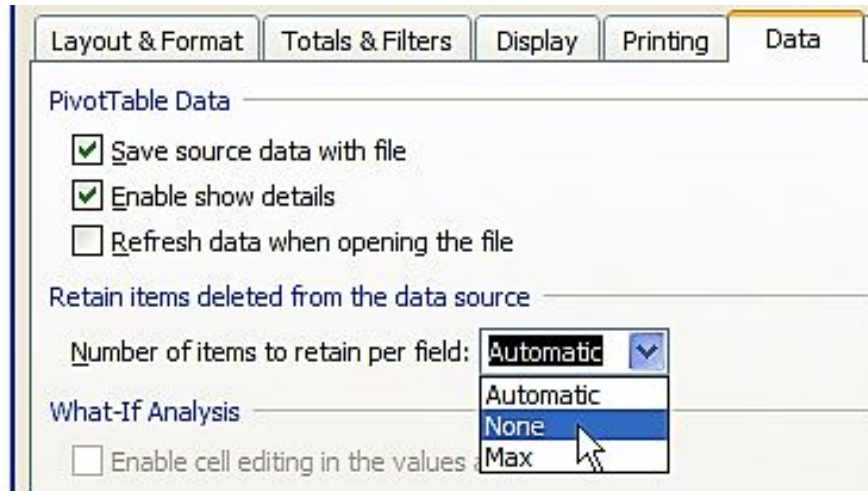 Layout & Format Totals & Filters Display Printing Data
PivotTable Data
Save source data with file
Enable show details
Refresh data when opening the file
Retain items deleted from the data source
Number of items to retain per field: Automatic
Automatic
What-If Analysis
None
Enable cell editing in the values
Max